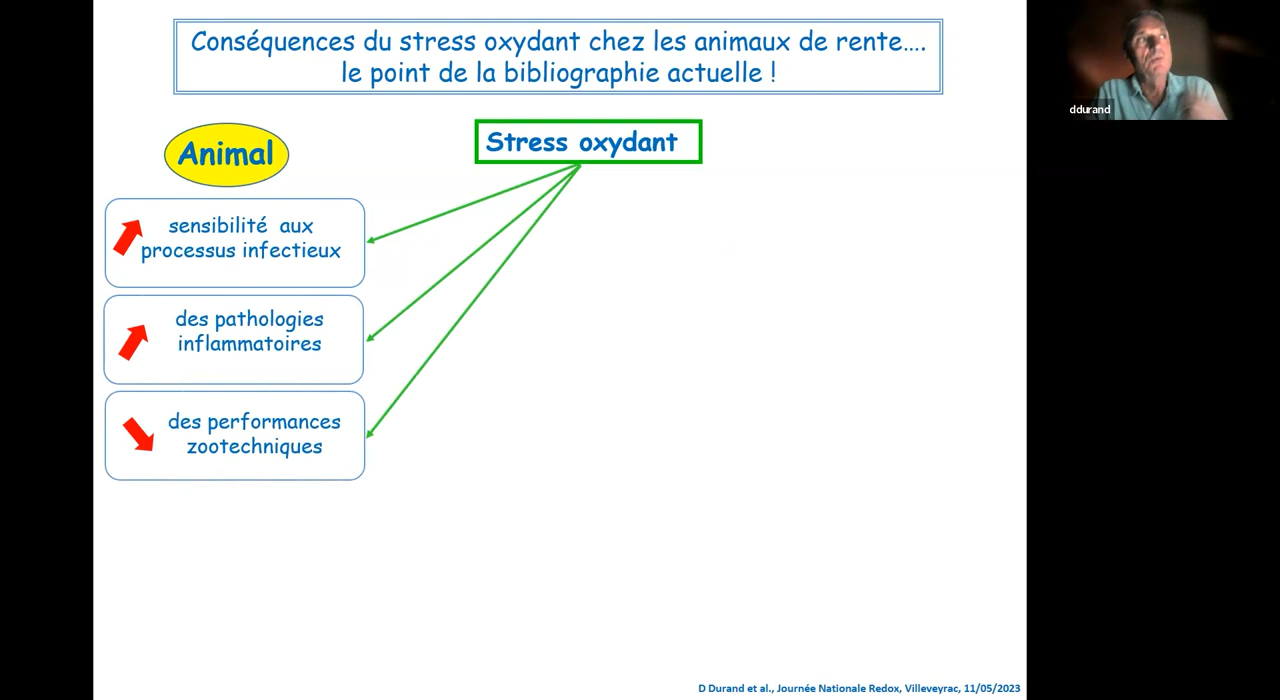 Conséquences du stress oxydant chez les animaux de rente….
le point de la bibliographie actuelle !
ddurand
Animal
Stress oxydant
sensibilité aux
processus infectieux
des pathologies
inflammatoires
des performances
zootechniques
D Durand et al., Journée Nationale Redox, Villeveyrac, 11/05/2023